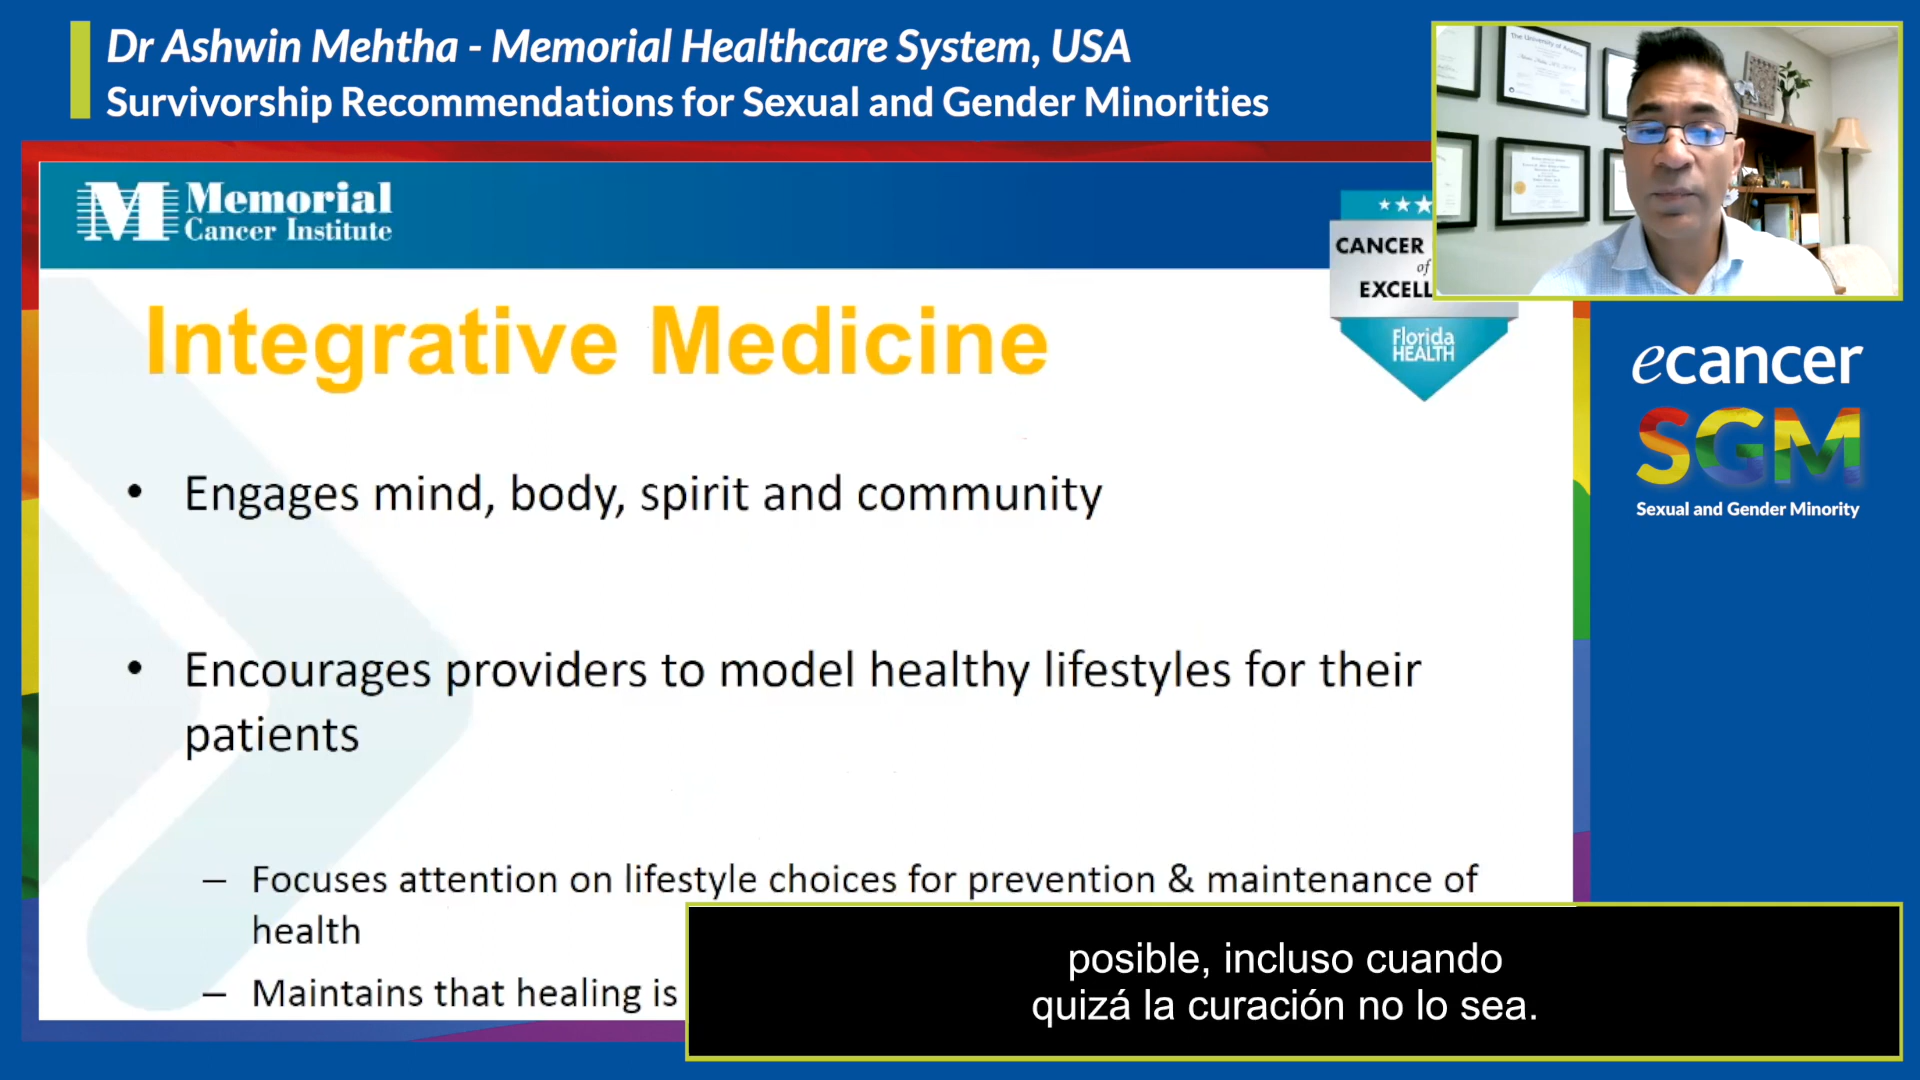 Dr Ashwin Mehtha - Memorial Healthcare System, USA
Survivorship Recommendations for Sexual and Gender Minorities
Memorial
Cancer Institute
CANCER
of
EXCELL
Florida
HEALTH
Integrative Medicine
• Engages mind, body, spirit and community
• Encourages providers to model healthy lifestyles for their
patients
– Focuses attention on lifestyle choices for prevention & maintenance of
health
– Maintains that healing is
ecancer
SGM
Sexual and Gender Minority
posible, incluso cuando
quizá la curación no lo sea.